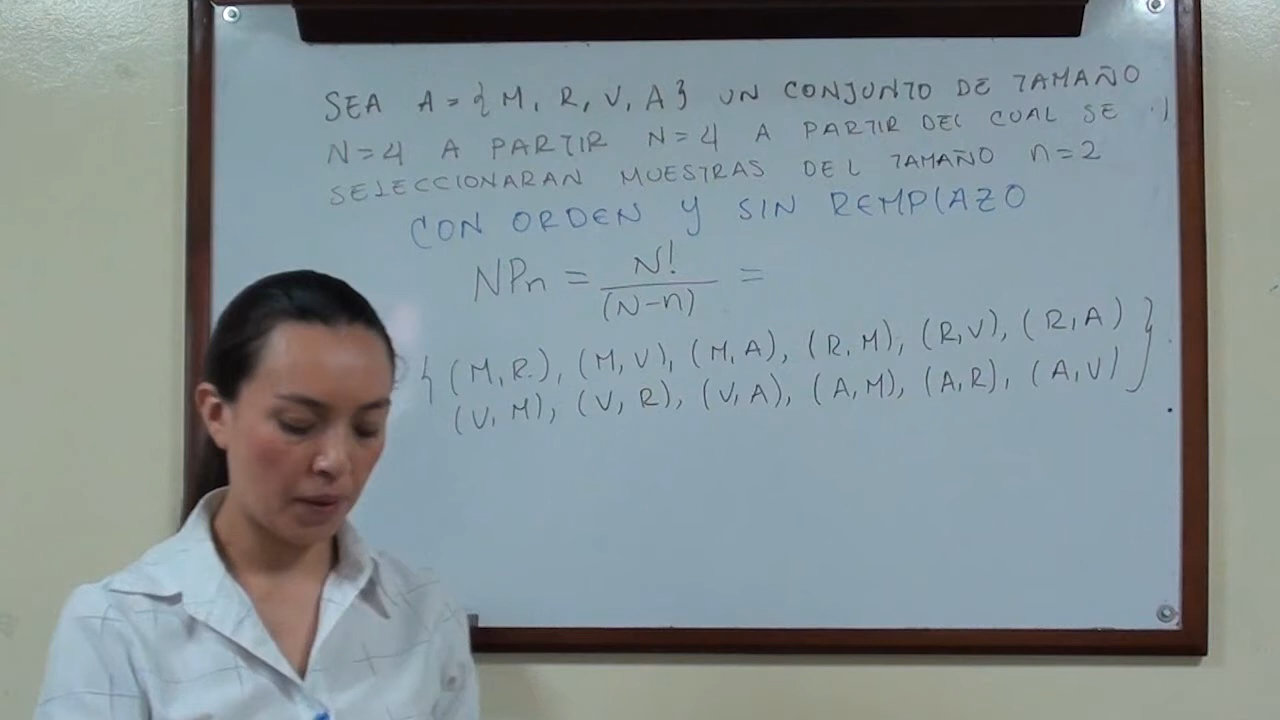 SEA A = { M, R, V, A } UN CONJUNTO DE TAMAÑO
N=4 A PARTIR N=4 A PARTIR DEL CUAL SE
SELECCIONARAN MUESTRAS DEL TAMAÑO n=2
CON ORDEN Y SIN REMPLAZO
NPn = N! / (N-n) =
{ (M,R), (M,V), (M,A), (R,M), (R,V), (R,A)
(V,M), (V,R), (V,A), (A,M), (A,R), (A,V) }